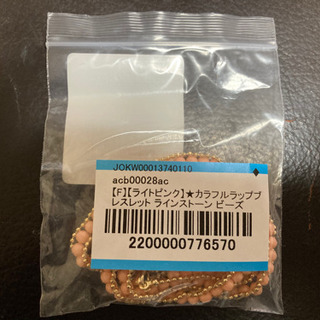 JOKW00013740110
acb00028ac
【F】【ライトピンク】★カラフルラップブ
レスレット ラインストーン ビーズ
2200000776570